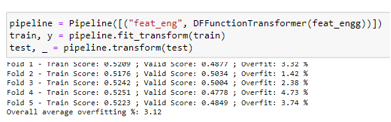 pipeline = Pipeline([("feat_eng", DFFunctionTransformer(feat_engg))])
train, y = pipeline.fit_transform(train)
test, _ = pipeline.transform(test)
Fold 1 - Train Score: 0.5209 ; Valid Score: 0.4877 ; Overfit: 3.32 %
Fold 2 - Train Score: 0.5176 ; Valid Score: 0.5034 ; Overfit: 1.42 %
Fold 3 - Train Score: 0.5242 ; Valid Score: 0.5004 ; Overfit: 2.38 %
Fold 4 - Train Score: 0.5251 ; Valid Score: 0.4778 ; Overfit: 4.73 %
Fold 5 - Train Score: 0.5223 ; Valid Score: 0.4849 ; Overfit: 3.74 %
Overall average overfitting %: 3.12